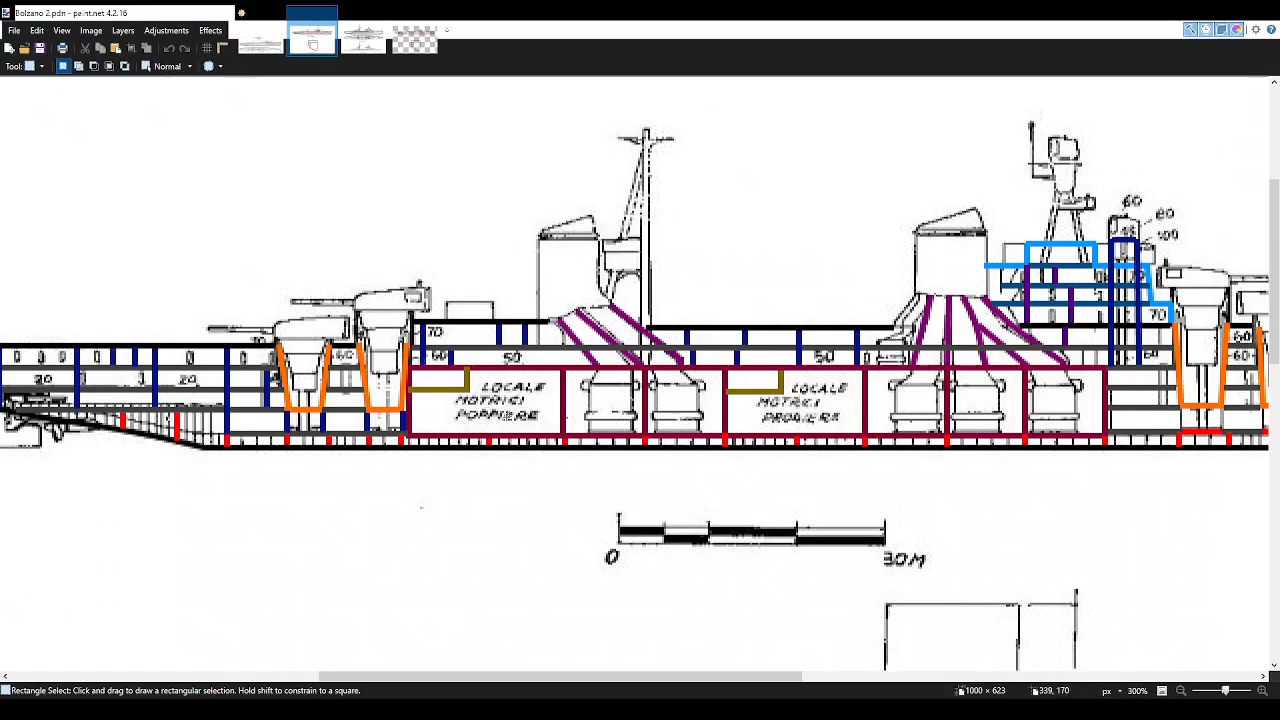 Bolzano 2.pdn - paint.net 4.2.16
File Edit View Image Layers Adjustments Effects
Tool: Normal
60
80
100
70
70
60
60
50
50
60
60
60
20
20
LOCALE
MOTRICI
POPPIERE
LOCALE
MOTRICI
PRODIERE
0 30M
Rectangle Select: Click and drag to draw a rectangular selection. Hold shift to constrain to a square.
1000 × 623 339, 170 px 300%